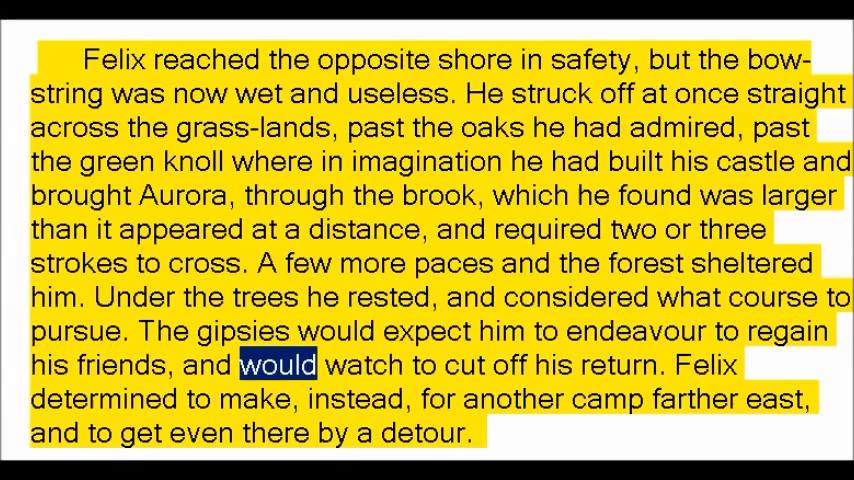 Felix reached the opposite shore in safety, but the bow-
string was now wet and useless. He struck off at once straight
across the grass-lands, past the oaks he had admired, past
the green knoll where in imagination he had built his castle and
brought Aurora, through the brook, which he found was larger
than it appeared at a distance, and required two or three
strokes to cross. A few more paces and the forest sheltered
him. Under the trees he rested, and considered what course to
pursue. The gipsies would expect him to endeavour to regain
his friends, and would watch to cut off his return. Felix
determined to make, instead, for another camp farther east,
and to get even there by a detour.